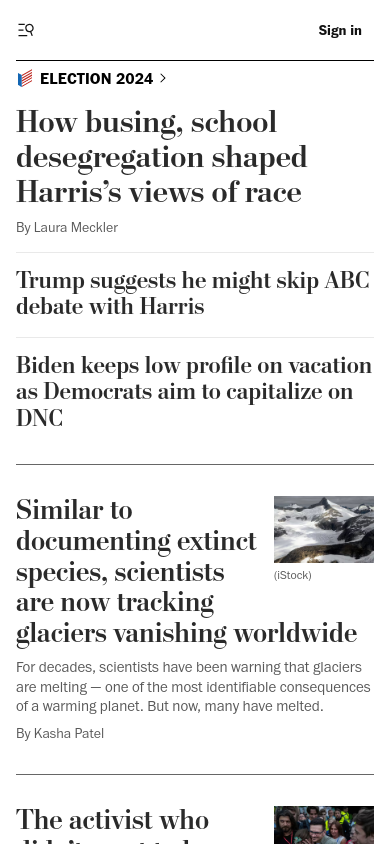 Sign in
ELECTION 2024
How busing, school
desegregation shaped
Harris’s views of race
By Laura Meckler
Trump suggests he might skip ABC
debate with Harris
Biden keeps low profile on vacation
as Democrats aim to capitalize on
DNC
Similar to
documenting extinct
species, scientists
are now tracking
glaciers vanishing worldwide
(iStock)
For decades, scientists have been warning that glaciers
are melting — one of the most identifiable consequences
of a warming planet. But now, many have melted.
By Kasha Patel
The activist who